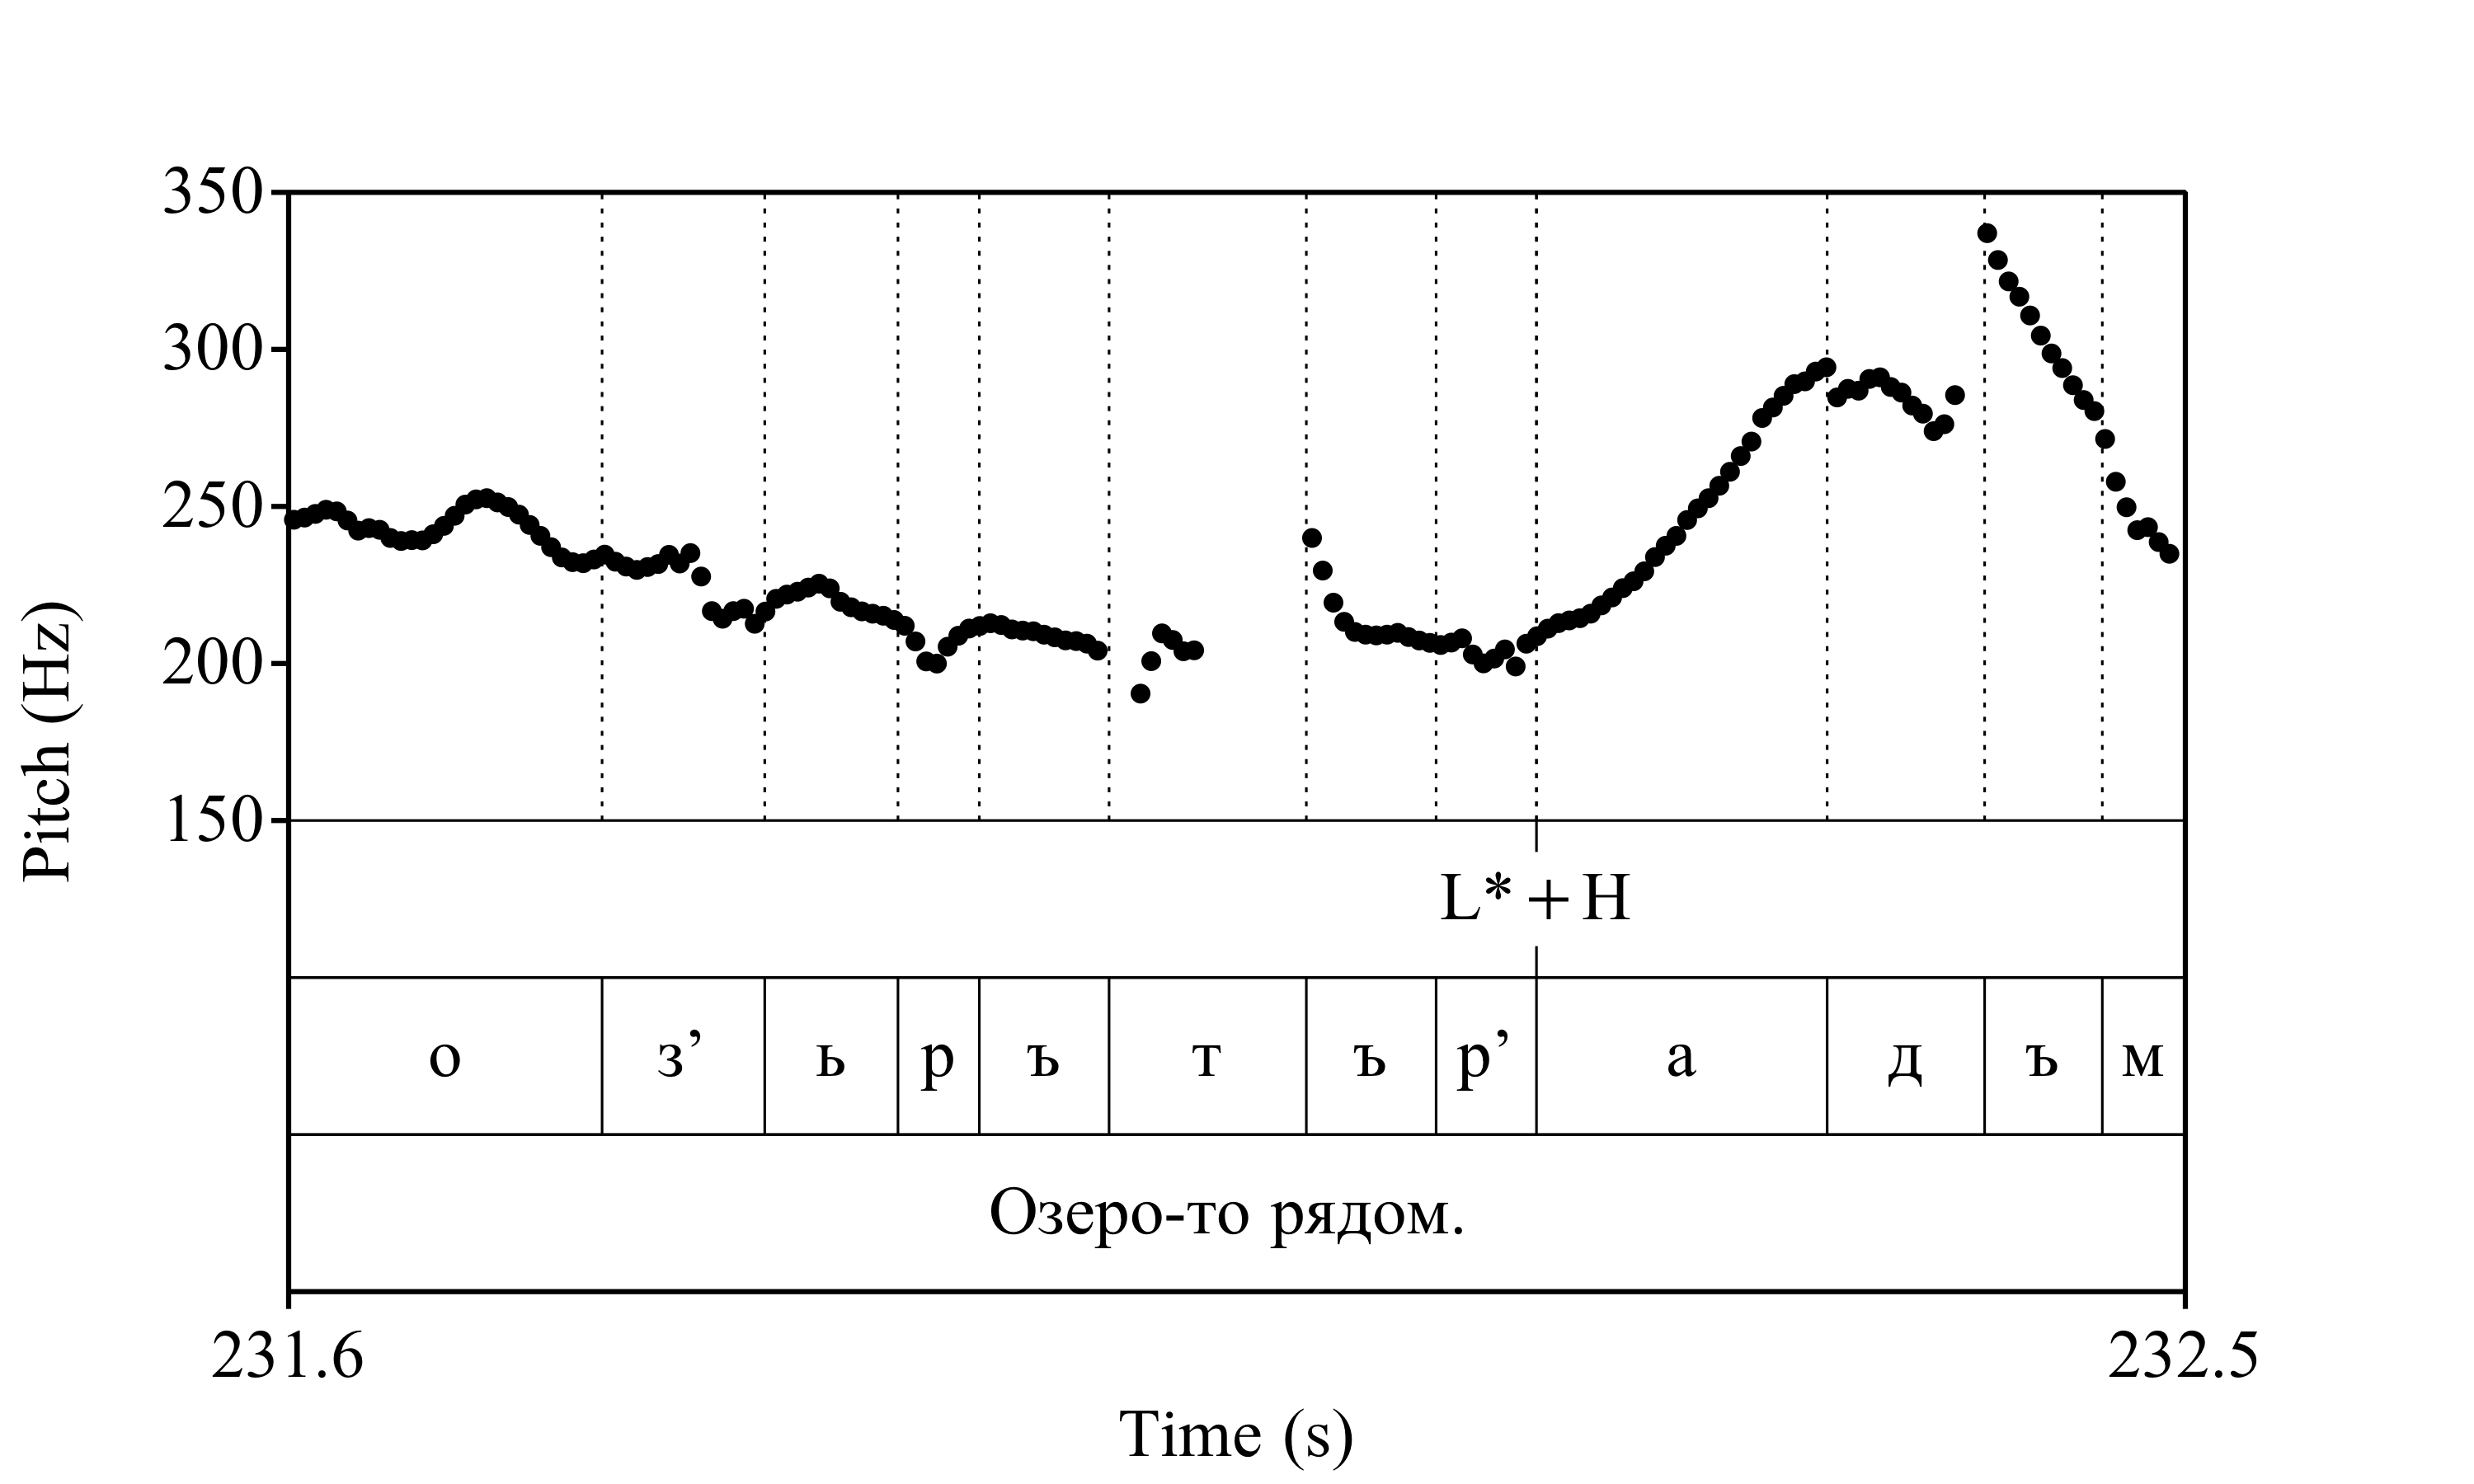 350
300
250
200
150
Pitch (Hz)
L*+H
о з’ ь р ъ т ъ р’ а д ъ м
Озеро-то рядом.
231.6 232.5
Time (s)